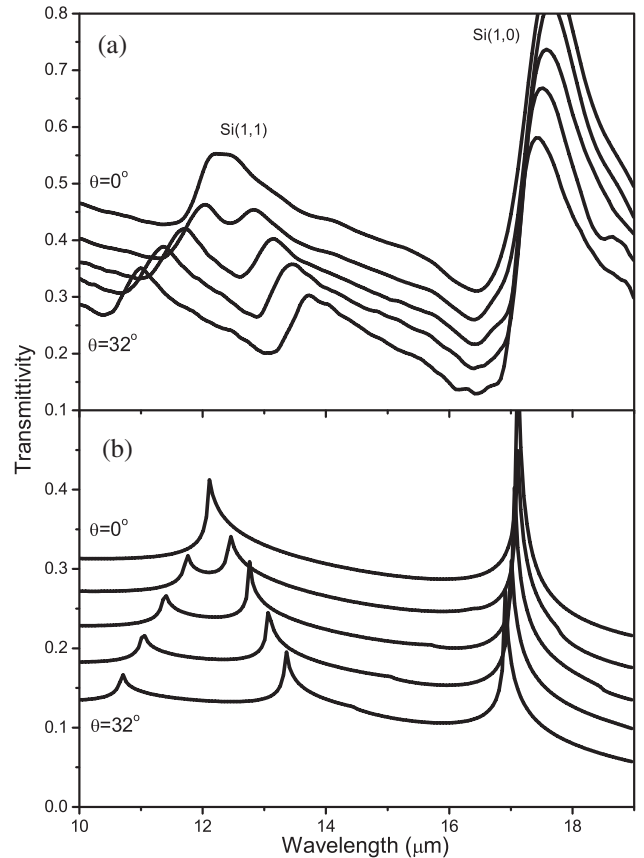 0.8
(a)
Si(1,0)
0.7
0.6
Si(1,1)
0.5
θ=0°
0.4
0.3
θ=32°
0.2
0.1
Transmittivity
(b)
0.4
θ=0°
0.3
0.2
0.1
θ=32°
0.0
10 12 14 16 18
Wavelength (μm)